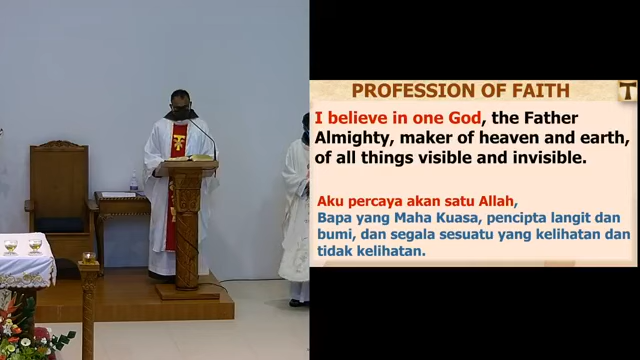 PROFESSION OF FAITH
I believe in one God, the Father
Almighty, maker of heaven and earth,
of all things visible and invisible.
Aku percaya akan satu Allah,
Bapa yang Maha Kuasa, pencipta langit dan
bumi, dan segala sesuatu yang kelihatan dan
tidak kelihatan.